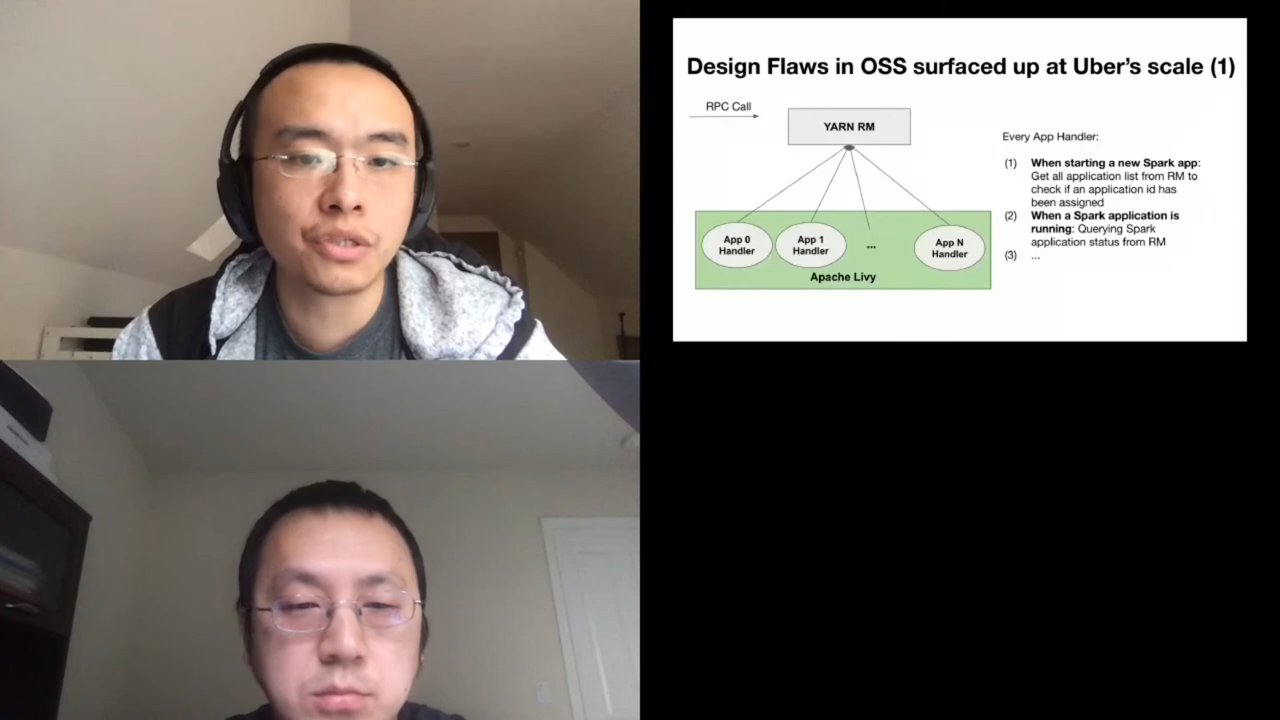 Design Flaws in OSS surfaced up at Uber's scale (1)
RPC Call
YARN RM
App 0
Handler
App 1
Handler
...
App N
Handler
Apache Livy
Every App Handler:
(1) When starting a new Spark app:
Get all application list from RM to
check if an application id has
been assigned
(2) When a Spark application is
running: Querying Spark
application status from RM
(3) ...